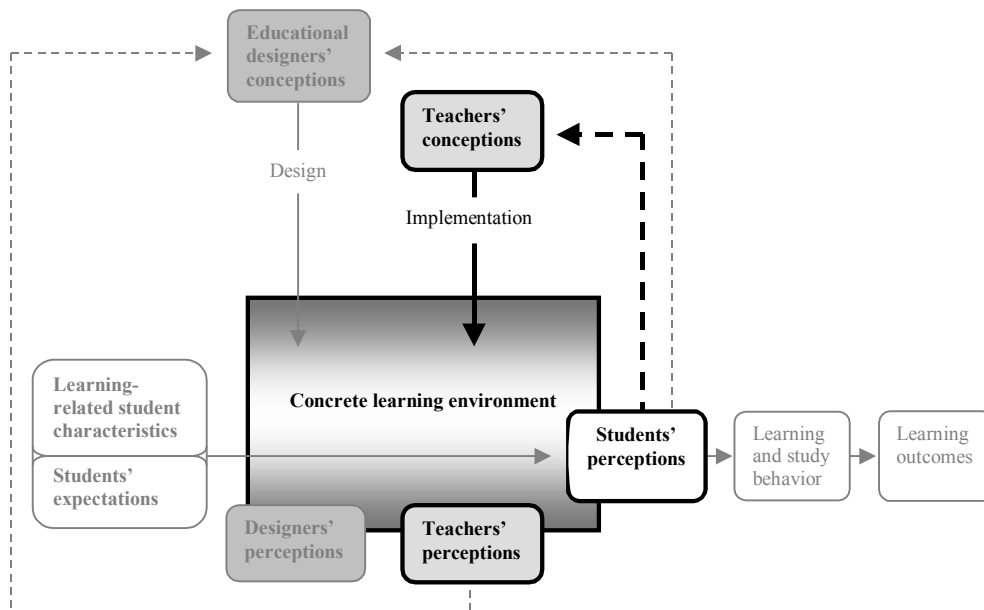 Educational
designers’
conceptions
Teachers’
conceptions
Design
Implementation
Learning-
related student
characteristics
Students’
expectations
Concrete learning environment
Students’
perceptions
Learning
and study
behavior
Learning
outcomes
Designers’
perceptions
Teachers’
perceptions